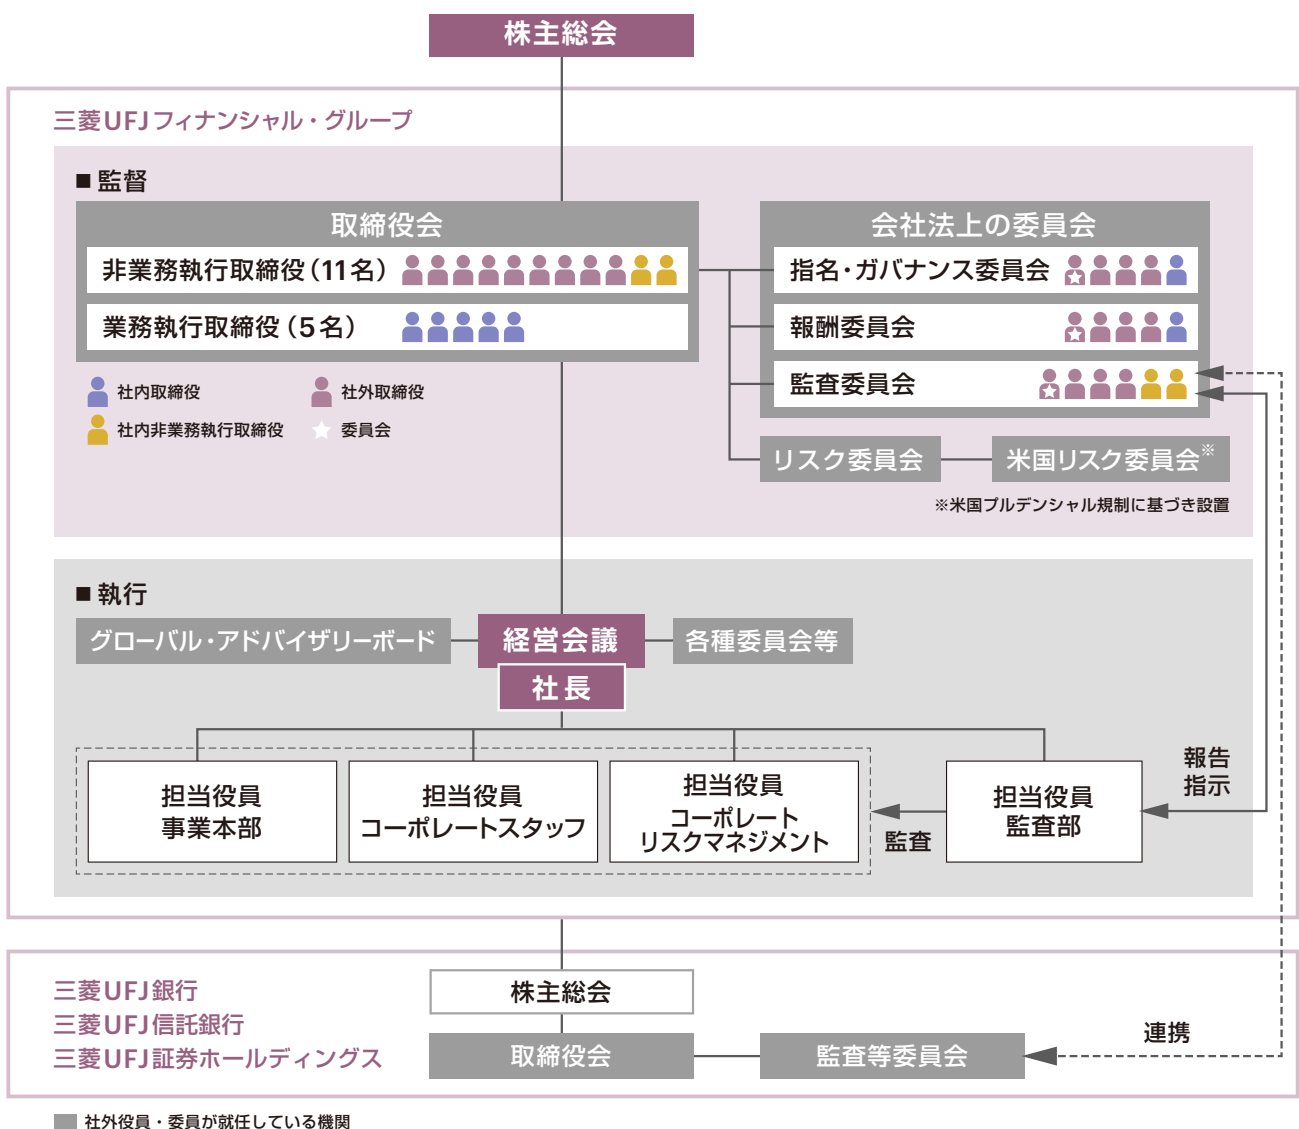 株主総会
三菱UFJフィナンシャル・グループ
■ 監督
取締役会
非業務執行取締役（11名）
業務執行取締役（5名）
社内取締役
社外取締役
社内非業務執行取締役
委員会
会社法上の委員会
指名・ガバナンス委員会
報酬委員会
監査委員会
リスク委員会
米国リスク委員会※
※米国プルデンシャル規制に基づき設置
■ 執行
グローバル・アドバイザリーボード
経営会議
各種委員会等
社長
担当役員
事業本部
担当役員
コーポレートスタッフ
担当役員
コーポレート
リスクマネジメント
監査
担当役員
監査部
報告
指示
三菱UFJ銀行
三菱UFJ信託銀行
三菱UFJ証券ホールディングス
株主総会
取締役会
監査等委員会
連携
社外役員・委員が就任している機関